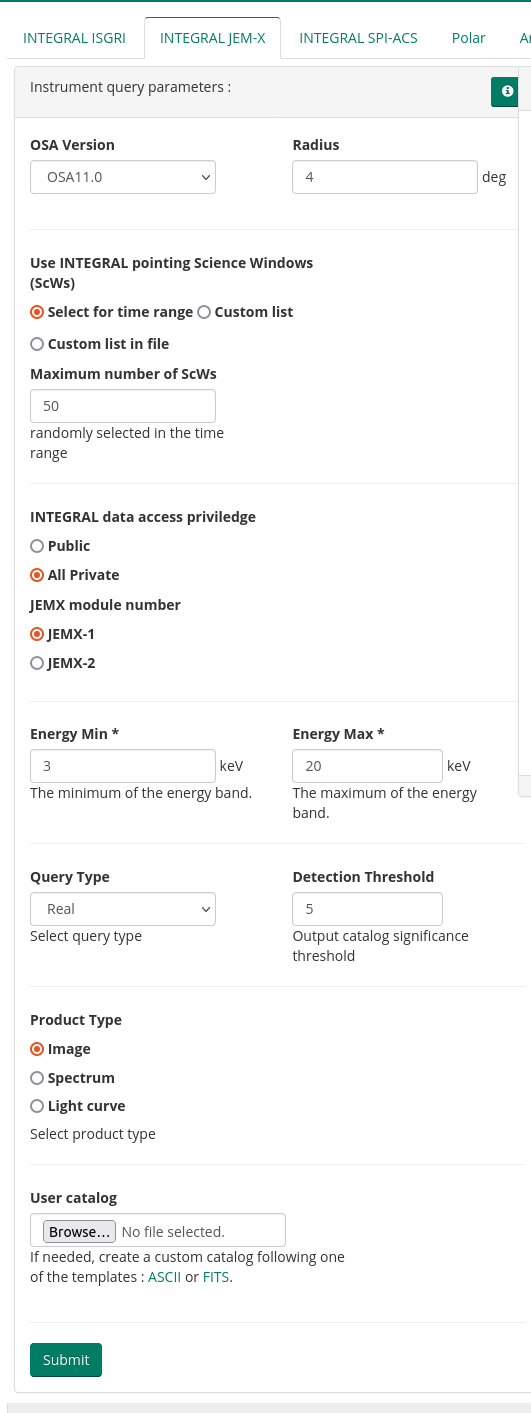 INTEGRAL ISGRI INTEGRAL JEM-X INTEGRAL SPI-ACS Polar
Instrument query parameters :
OSA Version Radius
OSA11.0 4 deg
Use INTEGRAL pointing Science Windows
(ScWs)
Select for time range Custom list
Custom list in file
Maximum number of ScWs
50
randomly selected in the time
range
INTEGRAL data access priviledge
Public
All Private
JEMX module number
JEMX-1
JEMX-2
Energy Min * Energy Max *
3 keV 20 keV
The minimum of the energy band. The maximum of the energy
band.
Query Type Detection Threshold
Real 5
Select query type Output catalog significance
threshold
Product Type
Image
Spectrum
Light curve
Select product type
User catalog
Browse... No file selected.
If needed, create a custom catalog following one
of the templates : ASCII or FITS.
Submit